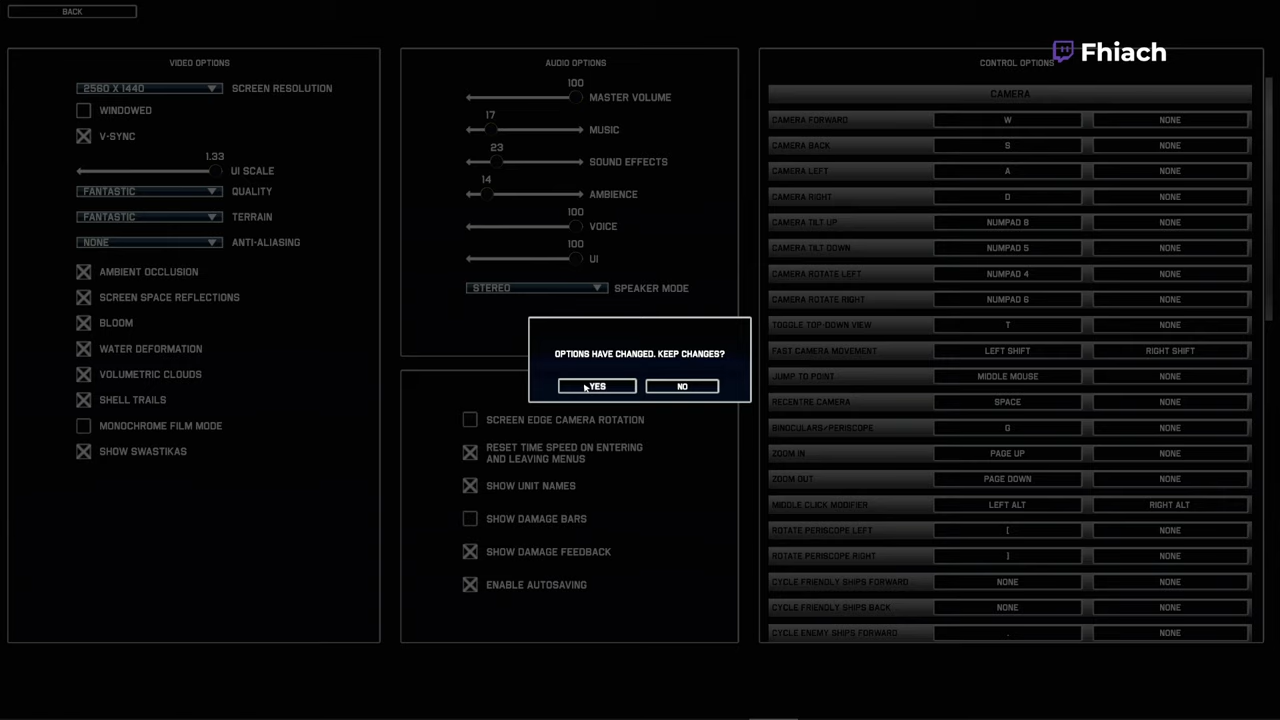 BACK
Fhiach
VIDEO OPTIONS
2560 X 1440 SCREEN RESOLUTION
WINDOWED
V-SYNC
1.33
UI SCALE
FANTASTIC QUALITY
FANTASTIC TERRAIN
NONE ANTI-ALIASING
AMBIENT OCCLUSION
SCREEN SPACE REFLECTIONS
BLOOM
WATER DEFORMATION
VOLUMETRIC CLOUDS
SHELL TRAILS
MONOCHROME FILM MODE
SHOW SWASTIKAS
AUDIO OPTIONS
100
MASTER VOLUME
17
MUSIC
23
SOUND EFFECTS
14
AMBIENCE
100
VOICE
100
UI
STEREO SPEAKER MODE
OPTIONS HAVE CHANGED. KEEP CHANGES?
YES NO
SCREEN EDGE CAMERA ROTATION
RESET TIME SPEED ON ENTERING
AND LEAVING MENUS
SHOW UNIT NAMES
SHOW DAMAGE BARS
SHOW DAMAGE FEEDBACK
ENABLE AUTOSAVING
CONTROL OPTIONS
CAMERA
CAMERA FORWARD W NONE
CAMERA BACK S NONE
CAMERA LEFT A NONE
CAMERA RIGHT D NONE
CAMERA TILT UP NUMPAD 8 NONE
CAMERA TILT DOWN NUMPAD 5 NONE
CAMERA ROTATE LEFT NUMPAD 4 NONE
CAMERA ROTATE RIGHT NUMPAD 6 NONE
TOGGLE TOP-DOWN VIEW T NONE
FAST CAMERA MOVEMENT LEFT SHIFT RIGHT SHIFT
JUMP TO POINT MIDDLE MOUSE NONE
RECENTRE CAMERA SPACE NONE
BINOCULARS/PERISCOPE G NONE
ZOOM IN PAGE UP NONE
ZOOM OUT PAGE DOWN NONE
MIDDLE CLICK MODIFIER LEFT ALT RIGHT ALT
ROTATE PERISCOPE LEFT [ NONE
ROTATE PERISCOPE RIGHT ] NONE
CYCLE FRIENDLY SHIPS FORWARD NONE NONE
CYCLE FRIENDLY SHIPS BACK NONE NONE
CYCLE ENEMY SHIPS FORWARD . NONE